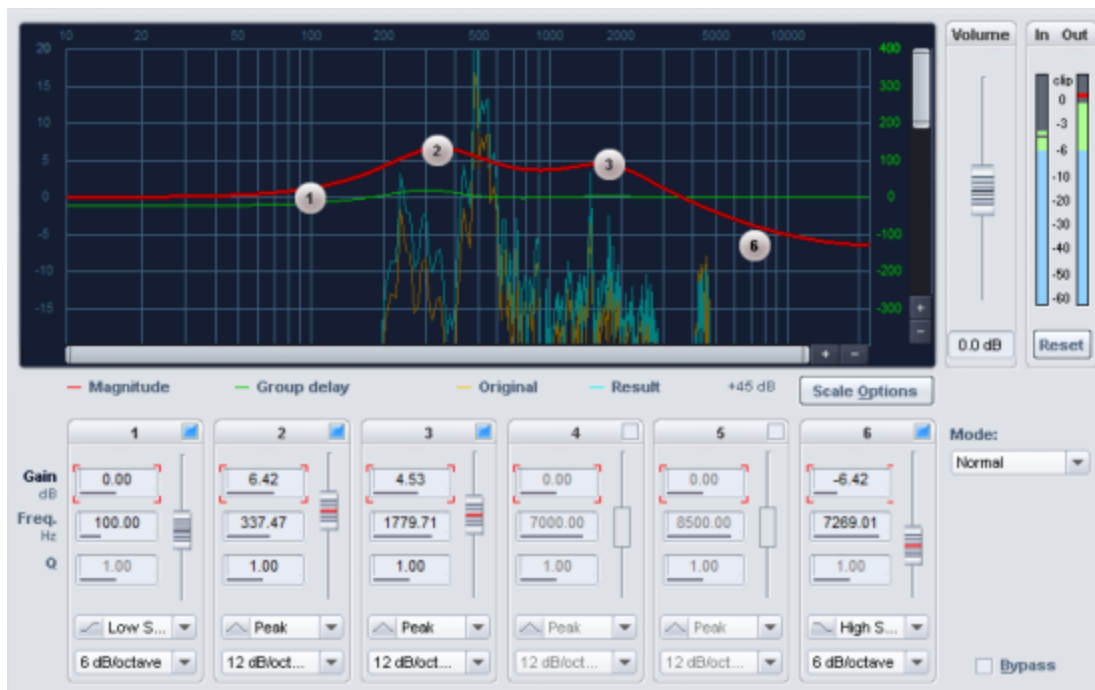 10 20 50 100 200 500 1000 2000 5000 10000
20 400
15 300
10 200
5 100
0 0
-5 -100
-10 -200
-15 -300
1
2
3
6
+ −
+ −
Volume
0.0 dB
In Out
clip
0
-3
-6
-10
-20
-30
-40
-50
-60
Reset
Magnitude Group delay Original Result +45 dB Scale Options
1 2 3 4 5 6
Gain dB 0.00 6.42 4.53 0.00 0.00 -6.42
Freq. Hz 100.00 337.47 1779.71 7000.00 8500.00 7269.01
Q 1.00 1.00 1.00 1.00 1.00 1.00
Low S... Peak Peak Peak Peak High S...
6 dB/octave 12 dB/oct... 12 dB/oct... 12 dB/oct... 12 dB/oct... 6 dB/octave
Mode:
Normal
Bypass